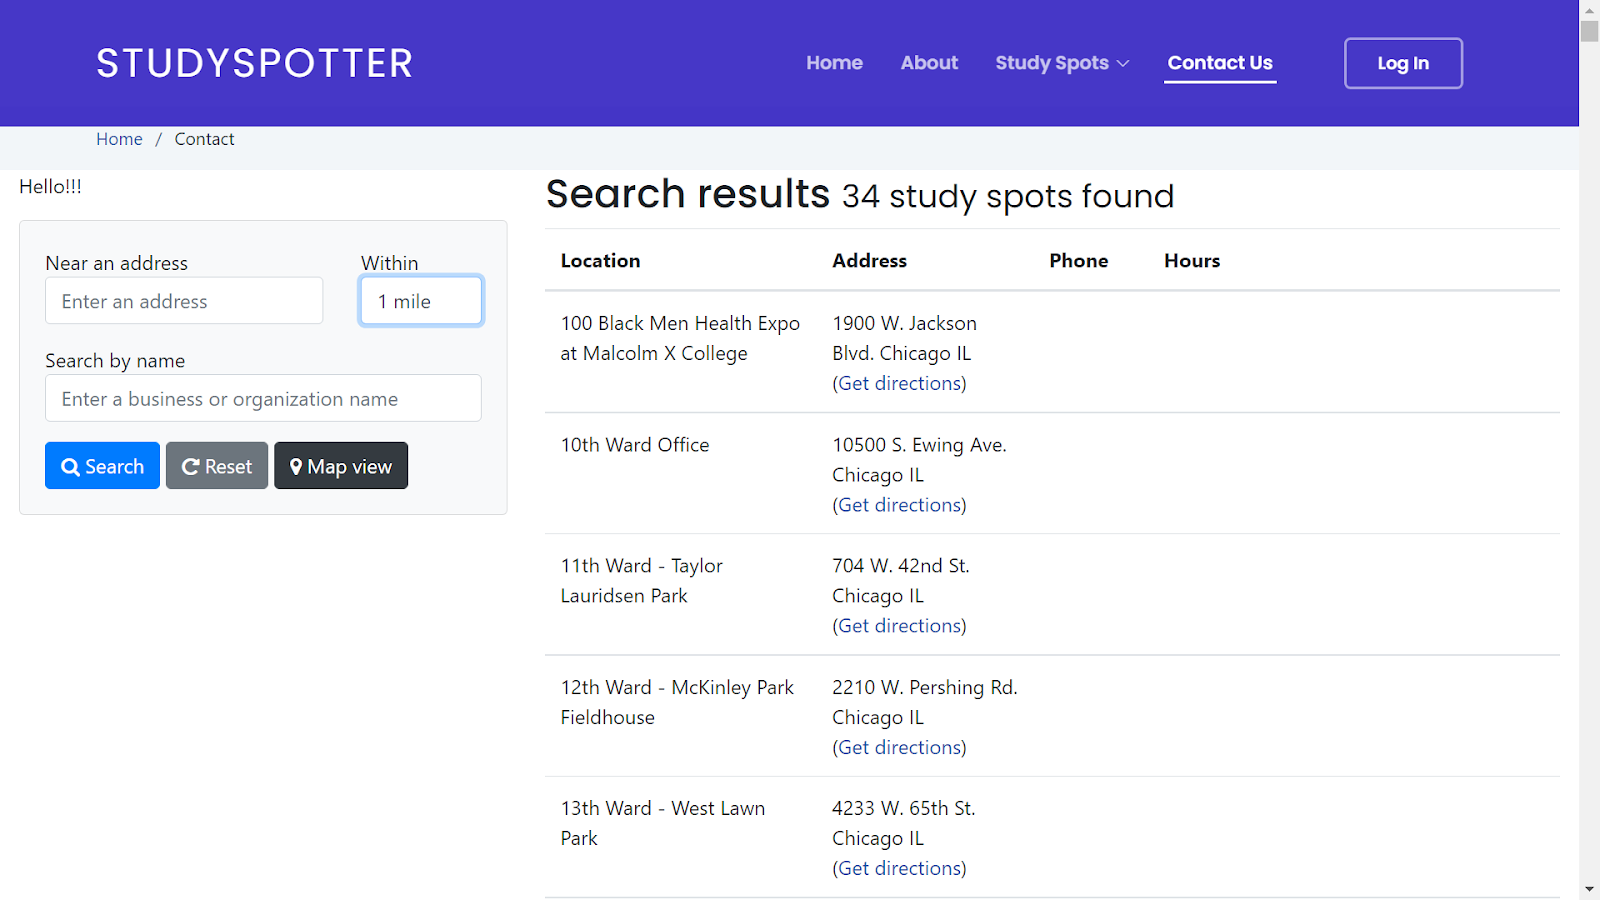 STUDYSPOTTER
Home About Study Spots Contact Us Log In
Home / Contact
Hello!!!
Near an address Within
Enter an address 1 mile
Search by name
Enter a business or organization name
Search Reset Map view
Search results 34 study spots found
Location Address Phone Hours
100 Black Men Health Expo
at Malcolm X College
1900 W. Jackson
Blvd. Chicago IL
(Get directions)
10th Ward Office
10500 S. Ewing Ave.
Chicago IL
(Get directions)
11th Ward - Taylor
Lauridsen Park
704 W. 42nd St.
Chicago IL
(Get directions)
12th Ward - McKinley Park
Fieldhouse
2210 W. Pershing Rd.
Chicago IL
(Get directions)
13th Ward - West Lawn
Park
4233 W. 65th St.
Chicago IL
(Get directions)